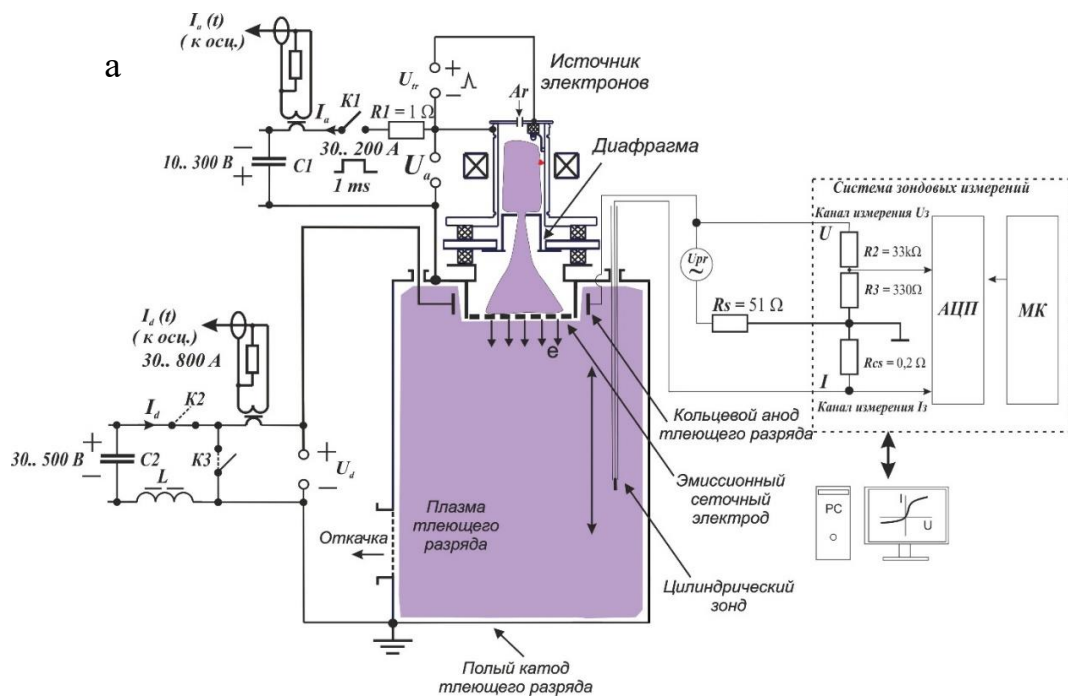 а
I_a (t)
( к осц.)
I_a
K1
R1 = 1 Ω
30.. 200 A
1 ms
10.. 300 В
−
+
C1
U_tr
+
−
U_a
Ar
Источник
электронов
Диафрагма
Система зондовых измерений
Канал измерения Uз
U
R2 = 33kΩ
R3 = 330Ω
Rcs = 0,2 Ω
I
Канал измерения Iз
АЦП
МК
Upr
~
Rs = 51 Ω
e
I_d (t)
( к осц.)
30.. 800 A
I_d
K2
K3
+
−
30.. 500 В
C2
L
+
−
U_d
Кольцевой анод
тлеющего разряда
Эмиссионный
сеточный
электрод
Плазма
тлеющего
разряда
Откачка
Цилиндрический
зонд
Полый катод
тлеющего разряда
PC
I
U